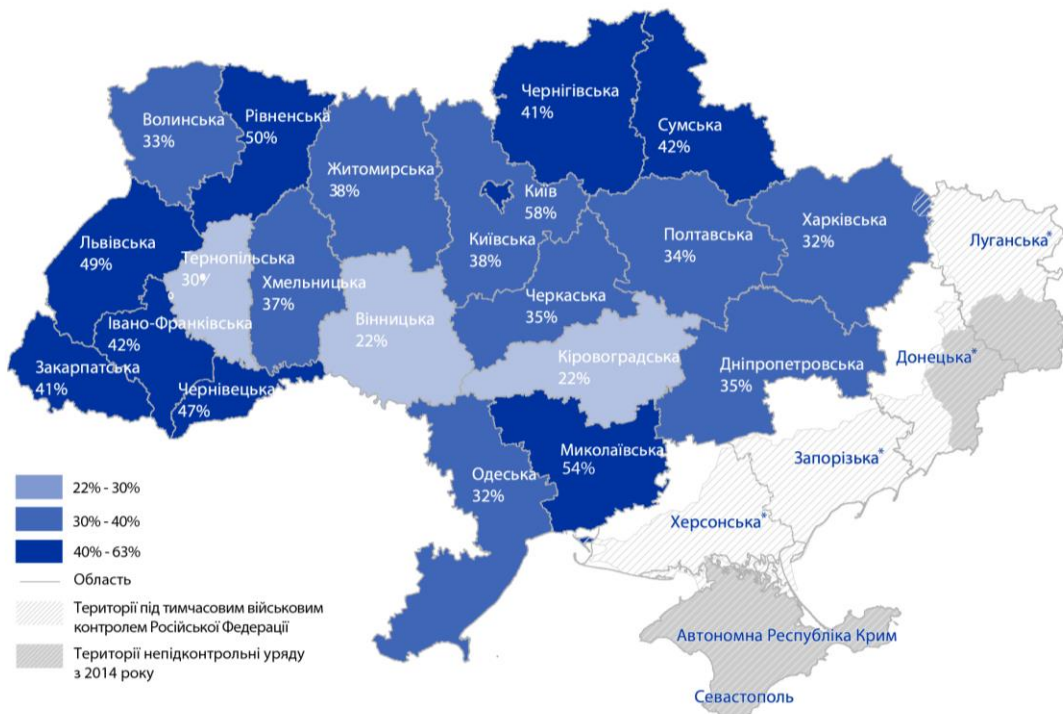 Волинська
33%
Рівненська
50%
Житомирська
38%
Чернігівська
41%
Сумська
42%
Київ
58%
Київська
38%
Полтавська
34%
Харківська
32%
Луганська*
Львівська
49%
Тернопільська
30%
Хмельницька
37%
Вінницька
22%
Черкаська
35%
Кіровоградська
22%
Дніпропетровська
35%
Донецька*
Івано-Франківська
42%
Закарпатська
41%
Чернівецька
47%
Одеська
32%
Миколаївська
54%
Запорізька*
Херсонська*
Автономна Республіка Крим
Севастополь
22% - 30%
30% - 40%
40% - 63%
Область
Території під тимчасовим військовим
контролем Російської Федерації
Території непідконтрольні уряду
з 2014 року